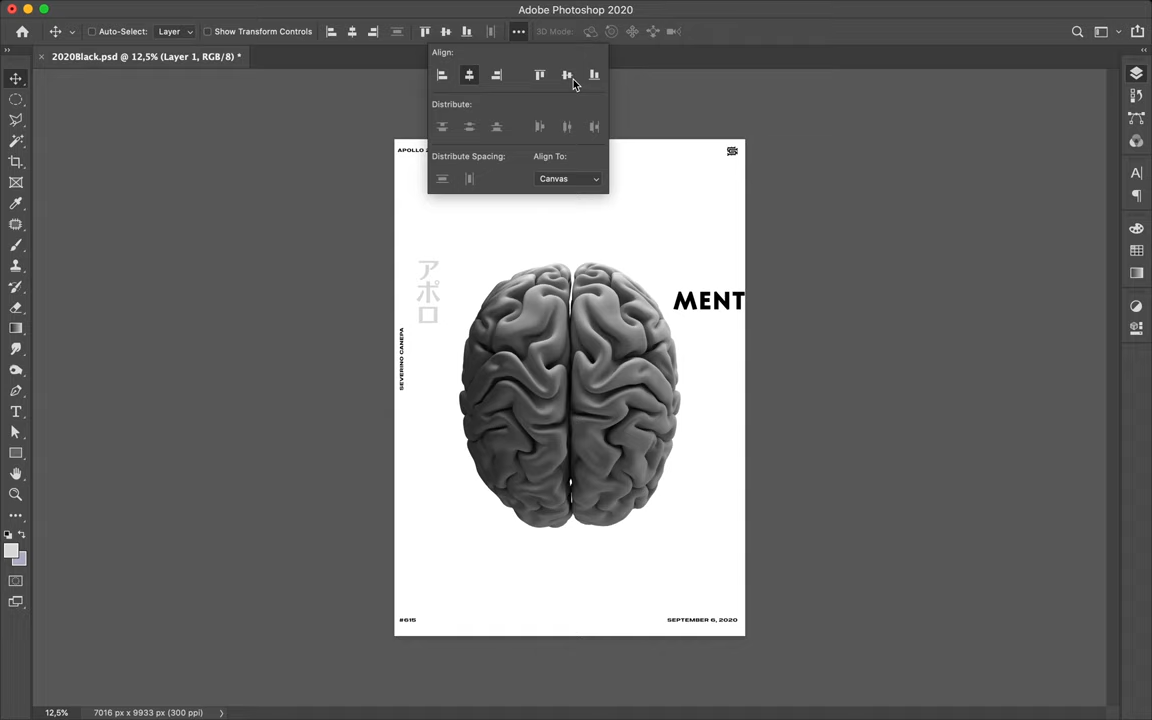 Adobe Photoshop 2020
Auto-Select: Layer Show Transform Controls 3D Mode:
2020Black.psd @ 12,5% (Layer 1, RGB/8) *
Align:
Distribute:
Distribute Spacing: Align To:
Canvas
APOLLO
アポロ
SEVERINO CANEPA
MENT
#615
SEPTEMBER 6, 2020
12,5% 7016 px x 9933 px (300 ppi)